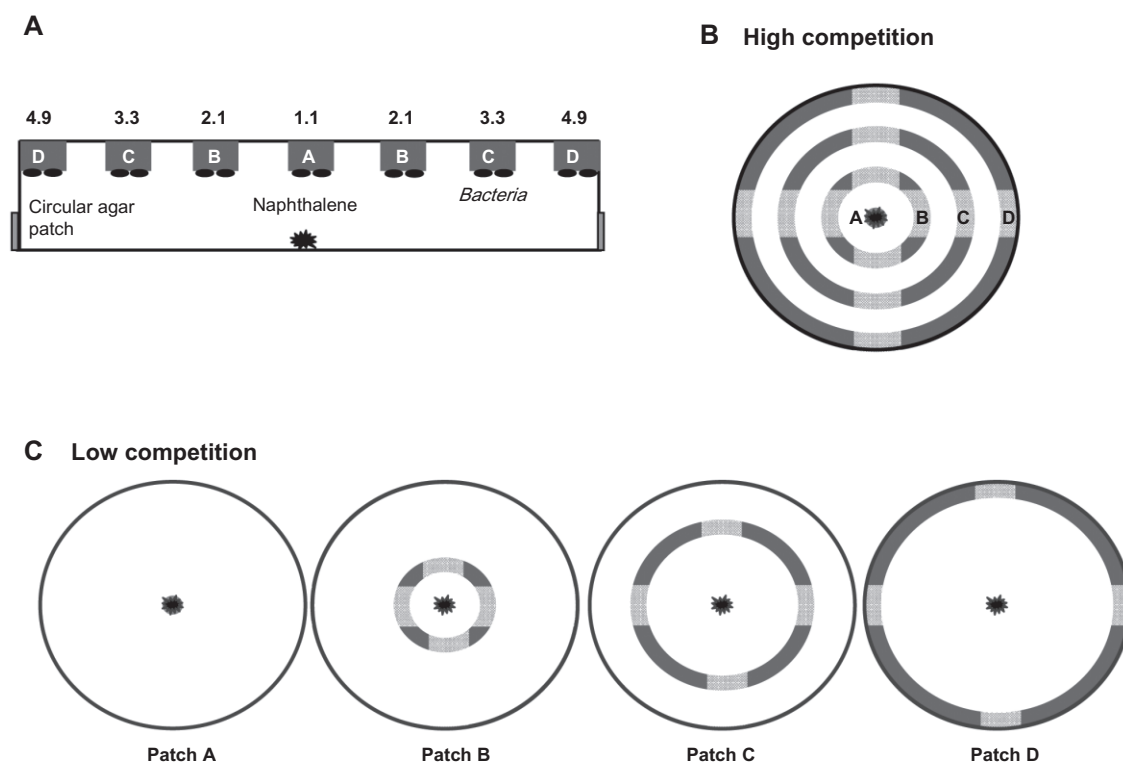 A
4.9 3.3 2.1 1.1 2.1 3.3 4.9
D C B A B C D
Bacteria
Naphthalene
Circular agar
patch
B High competition
A B C D
C Low competition
Patch A Patch B Patch C Patch D